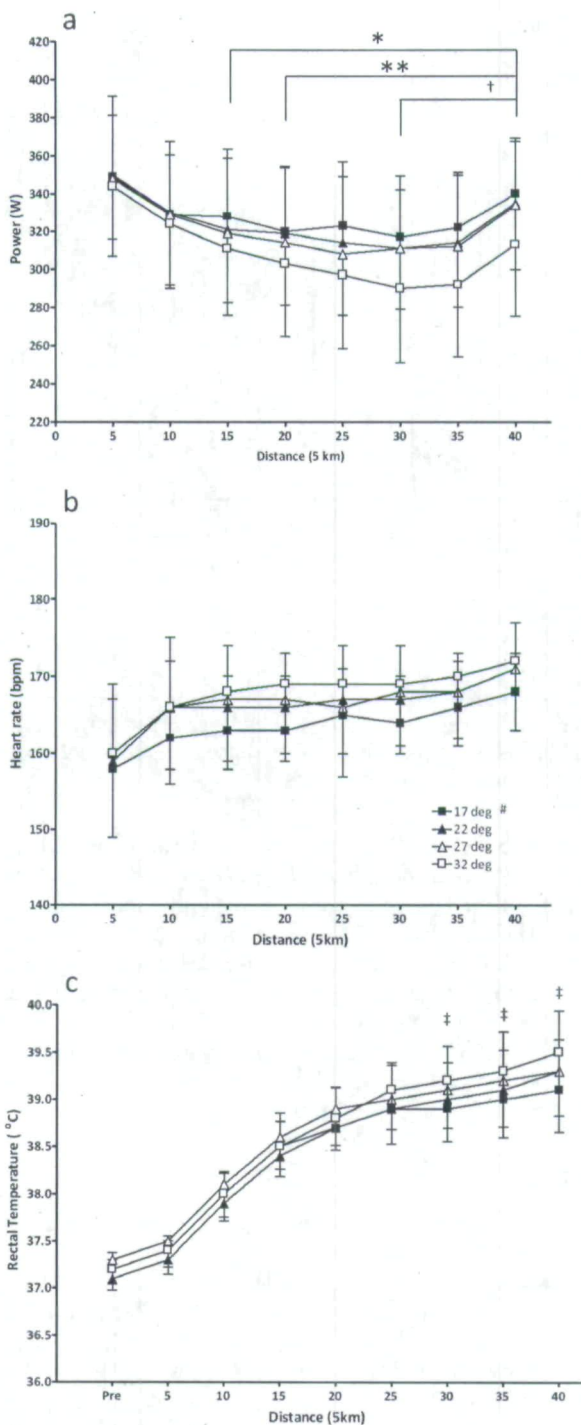 a
*
**
†
420
400
380
360
340
320
300
280
260
240
220
Power (W)
0 5 10 15 20 25 30 35 40
Distance (5 km)
b
190
180
170
160
150
140
Heart rate (bpm)
17 deg #
22 deg
27 deg
32 deg
0 5 10 15 20 25 30 35 40
Distance (5km)
c
‡ ‡ ‡
40.0
39.5
39.0
38.5
38.0
37.5
37.0
36.5
36.0
Rectal Temperature ( °C)
Pre 5 10 15 20 25 30 35 40
Distance (5km)